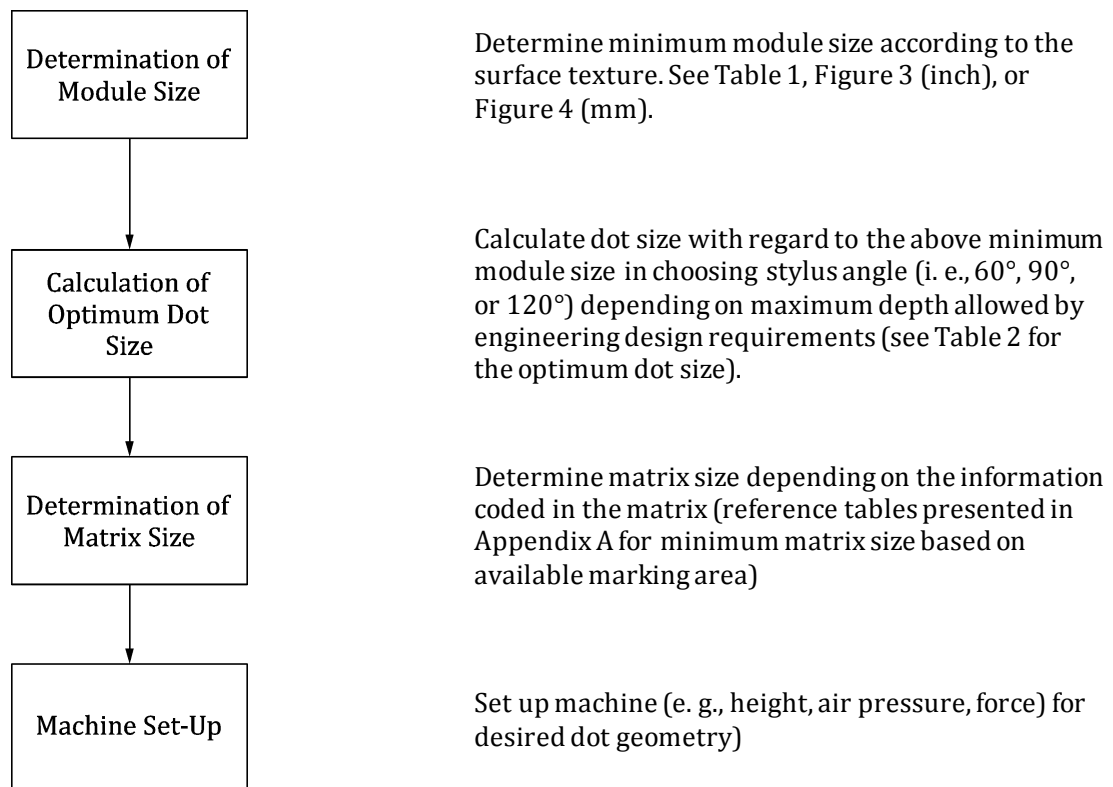 Determination of
Module Size
Determine minimum module size according to the
surface texture. See Table 1, Figure 3 (inch), or
Figure 4 (mm).
Calculation of
Optimum Dot
Size
Calculate dot size with regard to the above minimum
module size in choosing stylus angle (i. e., 60°, 90°,
or 120°) depending on maximum depth allowed by
engineering design requirements (see Table 2 for
the optimum dot size).
Determination of
Matrix Size
Determine matrix size depending on the information
coded in the matrix (reference tables presented in
Appendix A for minimum matrix size based on
available marking area)
Machine Set-Up
Set up machine (e. g., height, air pressure, force) for
desired dot geometry)